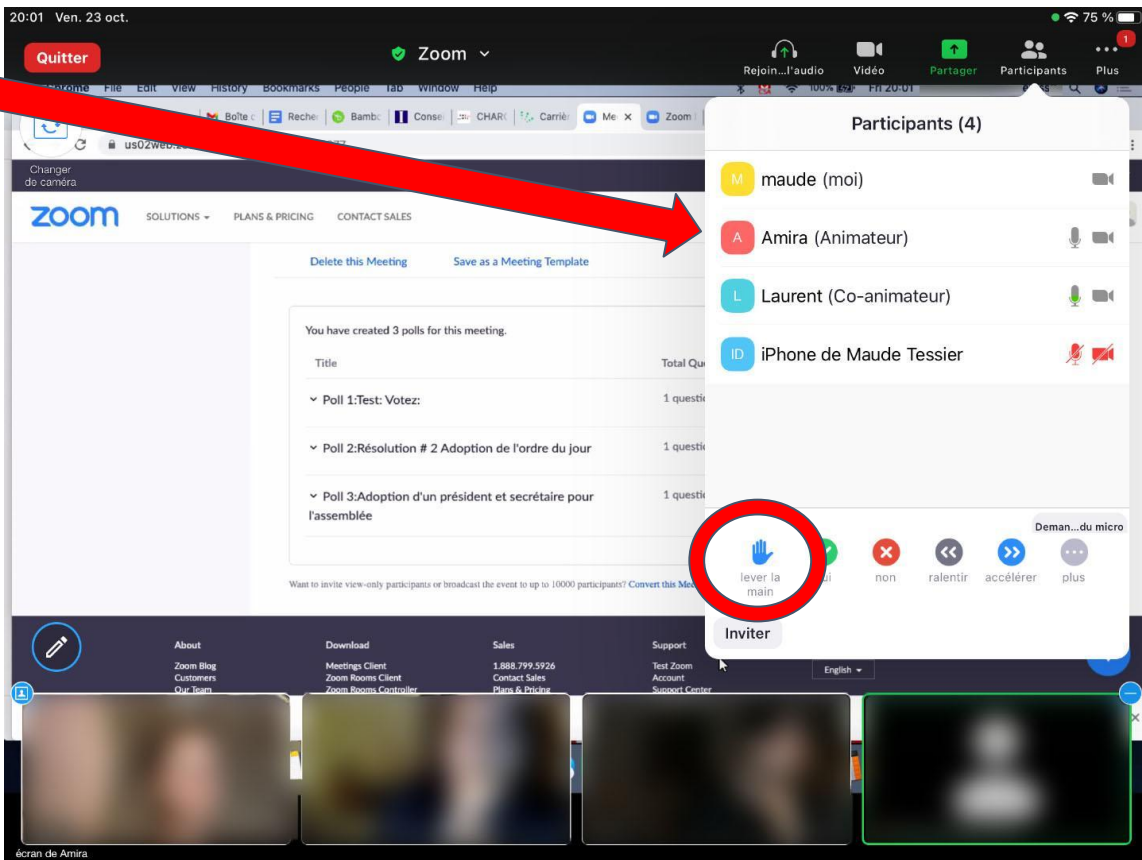 20:01 Ven. 23 oct.
75 %
Quitter
Zoom
Rejoin...l'audio
Vidéo
Partager
Participants
1
Plus
Chrome File Edit View History Bookmarks People Tab Window Help
100%
Fri 20:01
Boîte
Recher
Bambo
Consei
CHAR
Carrièr
Me
Zoom
Changer
de caméra
zoom
SOLUTIONS
PLANS & PRICING
CONTACT SALES
Delete this Meeting
Save as a Meeting Template
You have created 3 polls for this meeting.
Title
Poll 1:Test: Votez:
1 questi
Poll 2:Résolution # 2 Adoption de l'ordre du jour
1 questi
Poll 3:Adoption d'un président et secrétaire pour
l'assemblée
1 questi
Want to invite view-only participants or broadcast the event to up to 10000 participants? Convert this
Participants (4)
M maude (moi)
A Amira (Animateur)
L Laurent (Co-animateur)
ID iPhone de Maude Tessier
Deman...du micro
lever la
main
non
ralentir
accélérer
plus
Inviter
About
Zoom Blog
Customers
Our Team
Download
Meetings Client
Zoom Rooms Client
Zoom Rooms Controller
Sales
1.888.799.5926
Contact Sales
Plans & Pricing
Support
Test Zoom
Account
Support Center
English
écran de Amira